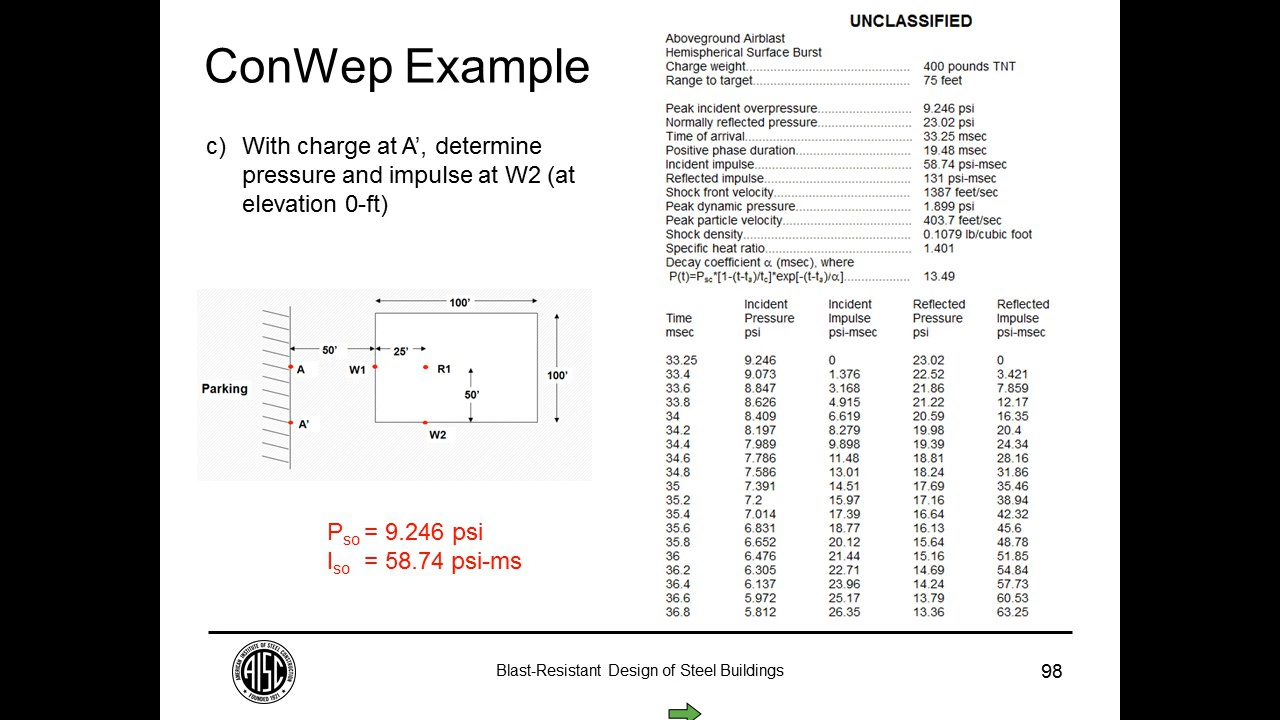 UNCLASSIFIED
ConWep Example
c) With charge at A’, determine
pressure and impulse at W2 (at
elevation 0-ft)
Aboveground Airblast
Hemispherical Surface Burst
Charge weight................................................ 400 pounds TNT
Range to target.............................................. 75 feet
Peak incident overpressure........................... 9.246 psi
Normally reflected pressure........................... 23.02 psi
Time of arrival................................................ 33.25 msec
Positive phase duration.................................. 19.48 msec
Incident impulse............................................. 58.74 psi-msec
Reflected impulse.......................................... 131 psi-msec
Shock front velocity........................................ 1387 feet/sec
Peak dynamic pressure.................................. 1.899 psi
Peak particle velocity...................................... 403.7 feet/sec
Shock density................................................. 0.1079 lb/cubic foot
Specific heat ratio.......................................... 1.401
Decay coefficient α (msec), where
P(t)=Pso*[1-(t-ta)/to]*exp[-(t-ta)/α].................... 13.49
Incident Incident Reflected Reflected
Time Pressure Impulse Pressure Impulse
msec psi psi-msec psi psi-msec
33.25 9.246 0 23.02 0
33.4 9.073 1.376 22.52 3.421
33.6 8.847 3.168 21.86 7.859
33.8 8.626 4.915 21.22 12.17
34 8.409 6.619 20.59 16.35
34.2 8.197 8.279 19.98 20.4
34.4 7.989 9.898 19.39 24.34
34.6 7.786 11.48 18.81 28.16
34.8 7.586 13.01 18.24 31.86
35 7.391 14.51 17.69 35.46
35.2 7.2 15.97 17.16 38.94
35.4 7.014 17.39 16.64 42.32
35.6 6.831 18.77 16.13 45.6
35.8 6.652 20.12 15.64 48.78
36 6.476 21.44 15.16 51.85
36.2 6.305 22.71 14.69 54.84
36.4 6.137 23.96 14.24 57.73
36.6 5.972 25.17 13.79 60.53
36.8 5.812 26.35 13.36 63.25
100’
50’ 25’
A W1 R1
Parking
50’
100’
A’
W2
Pso = 9.246 psi
Iso = 58.74 psi-ms
AMERICAN INSTITUTE OF STEEL CONSTRUCTION
AISC
FOUNDED 1921
Blast-Resistant Design of Steel Buildings
98